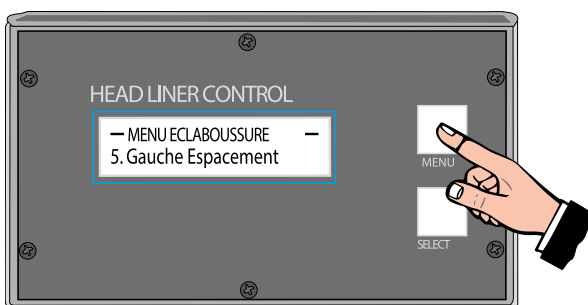 HEAD LINER CONTROL
— MENU ECLABOUSSURE —
5. Gauche Espacement
MENU
SELECT